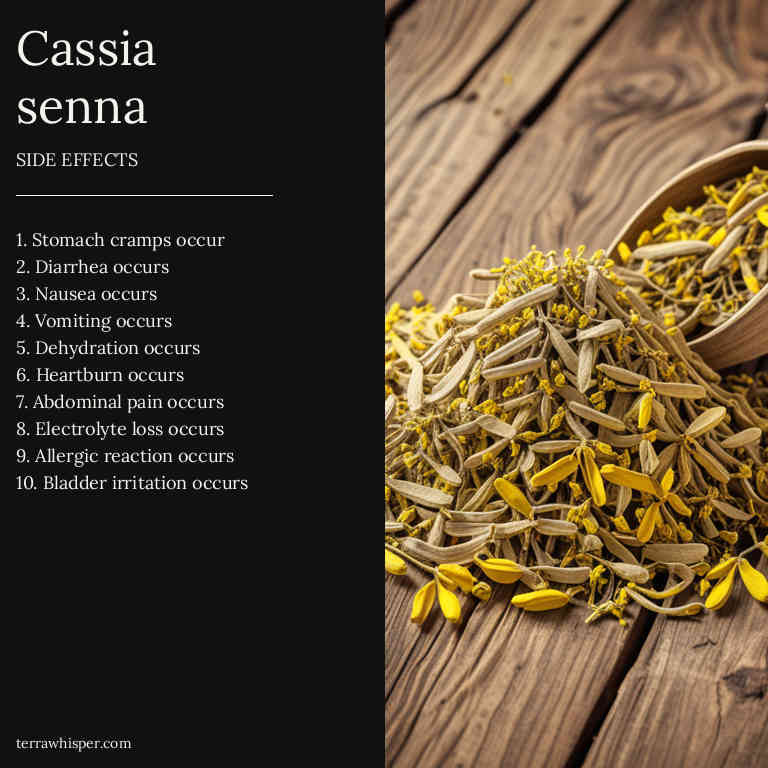 Cassia
senna
SIDE EFFECTS
1. Stomach cramps occur
2. Diarrhea occurs
3. Nausea occurs
4. Vomiting occurs
5. Dehydration occurs
6. Heartburn occurs
7. Abdominal pain occurs
8. Electrolyte loss occurs
9. Allergic reaction occurs
10. Bladder irritation occurs
terrawhisper.com